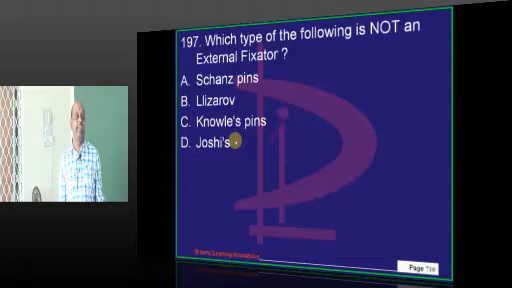 197. Which type of the following is NOT an
External Fixator ?
A. Schanz pins
B. Llizarov
C. Knowle's pins
D. Joshi's
Page